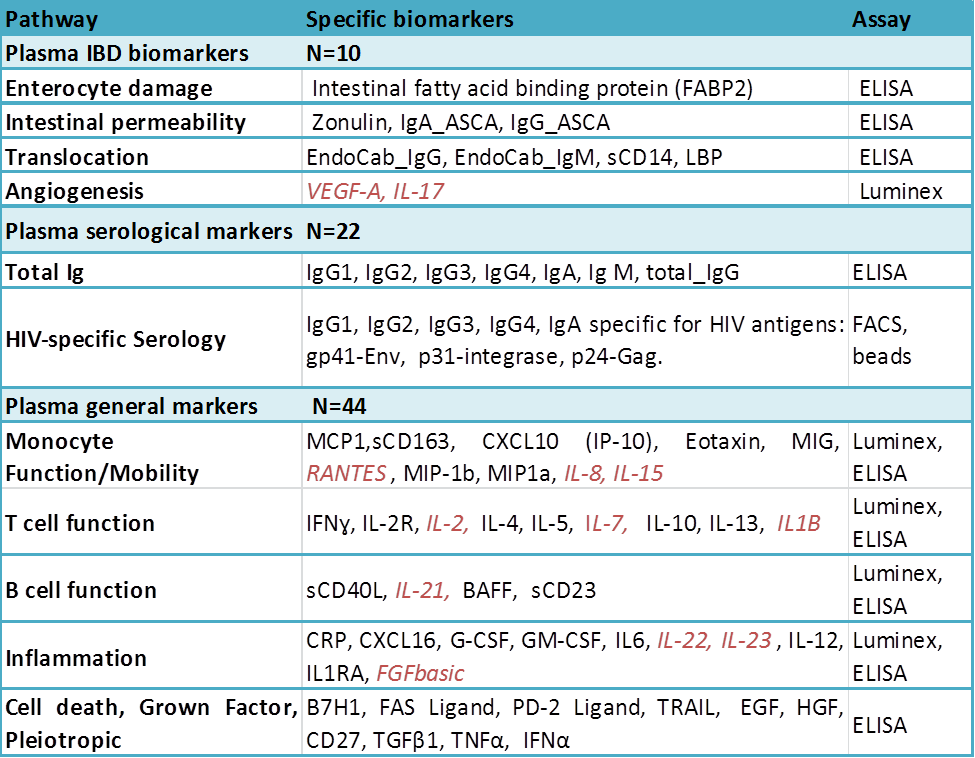 Pathway Specific biomarkers Assay
Plasma IBD biomarkers N=10
Enterocyte damage Intestinal fatty acid binding protein (FABP2) ELISA
Intestinal permeability Zonulin, IgA_ASCA, IgG_ASCA ELISA
Translocation EndoCab_IgG, EndoCab_IgM, sCD14, LBP ELISA
Angiogenesis VEGF-A, IL-17 Luminex
Plasma serological markers N=22
Total Ig IgG1, IgG2, IgG3, IgG4, IgA, Ig M, total_IgG ELISA
HIV-specific Serology
IgG1, IgG2, IgG3, IgG4, IgA specific for HIV antigens:
gp41-Env, p31-integrase, p24-Gag.
FACS,
beads
Plasma general markers N=44
Monocyte
Function/Mobility
MCP1,sCD163, CXCL10 (IP-10), Eotaxin, MIG,
RANTES , MIP-1b, MIP1a, IL-8, IL-15
Luminex,
ELISA
T cell function
IFNɣ, IL-2R, IL-2, IL-4, IL-5, IL-7, IL-10, IL-13, IL1B
Luminex,
ELISA
B cell function
sCD40L, IL-21, BAFF, sCD23
Luminex,
ELISA
Inflammation
CRP, CXCL16, G-CSF, GM-CSF, IL6, IL-22, IL-23 , IL-12,
IL1RA, FGFbasic
Luminex,
ELISA
Cell death, Grown Factor,
Pleiotropic
B7H1, FAS Ligand, PD-2 Ligand, TRAIL, EGF, HGF,
CD27, TGFβ1, TNFα, IFNα
ELISA